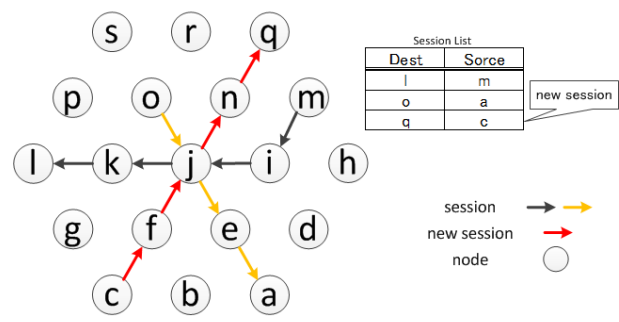 s r q
Session List
Dest Sorce
l m
o a
q c
new session
p o n m
l k j i h
g f e d
c b a
session
new session
node